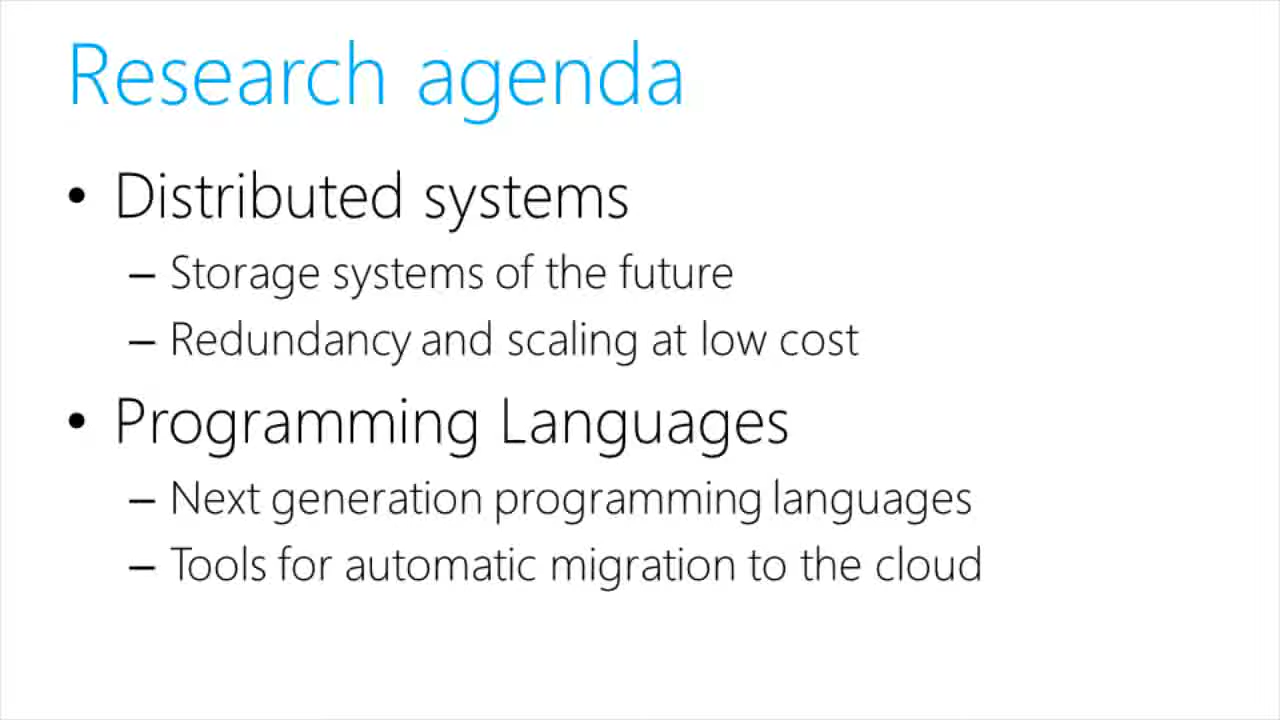 Research agenda
• Distributed systems
– Storage systems of the future
– Redundancy and scaling at low cost
• Programming Languages
– Next generation programming languages
– Tools for automatic migration to the cloud